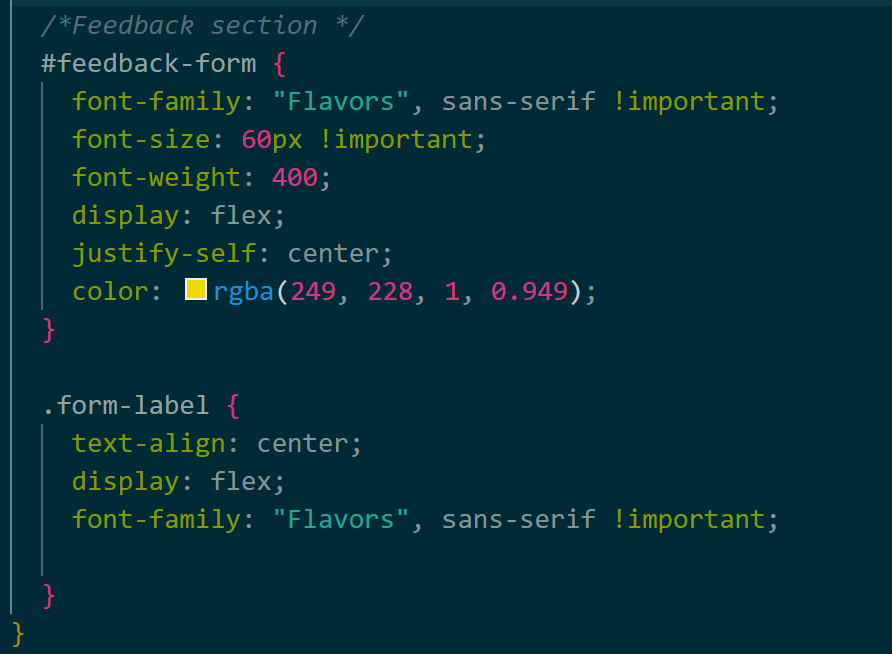 /*Feedback section */
#feedback-form {
font-family: "Flavors", sans-serif !important;
font-size: 60px !important;
font-weight: 400;
display: flex;
justify-self: center;
color: rgba(249, 228, 1, 0.949);
}
.form-label {
text-align: center;
display: flex;
font-family: "Flavors", sans-serif !important;
}
}